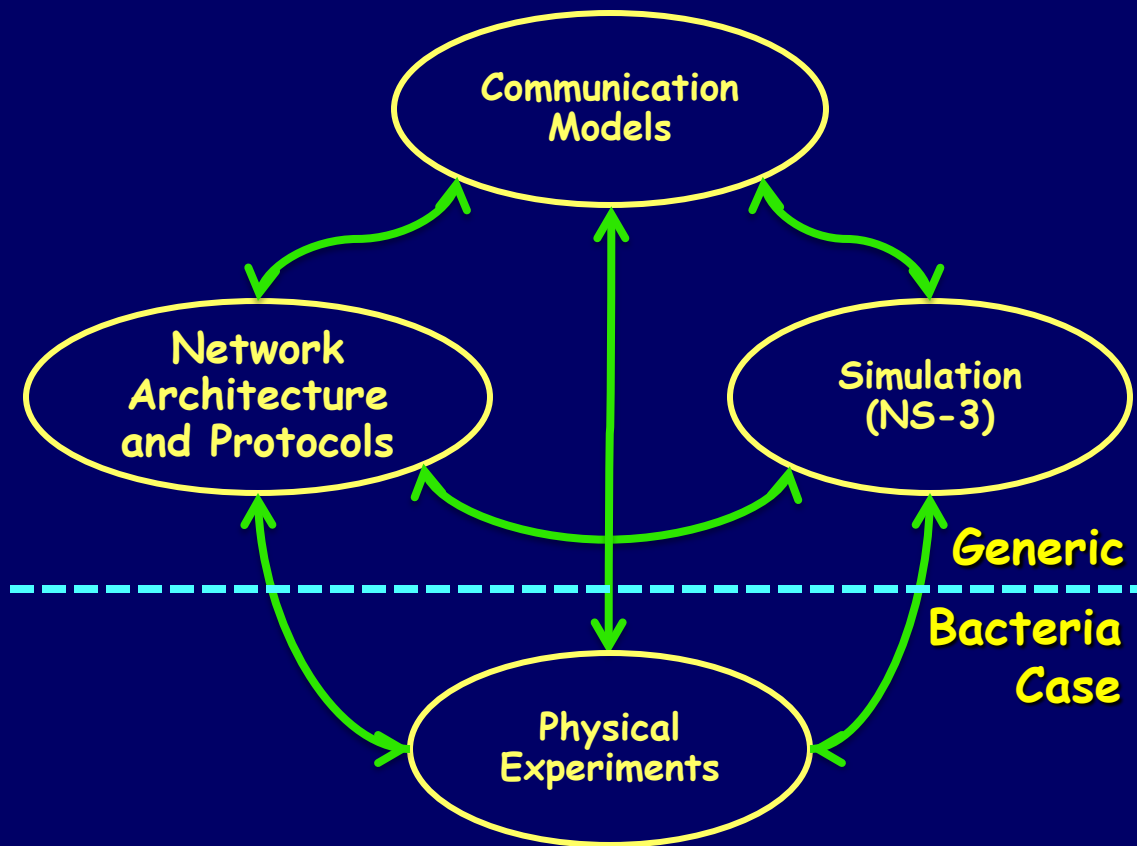 Communication
Models
Network
Architecture
and Protocols
Simulation
(NS-3)
Generic
Bacteria
Case
Physical
Experiments